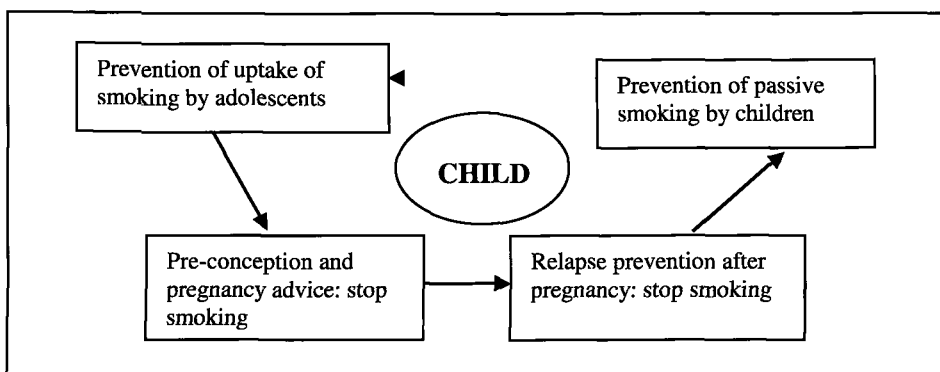 Prevention of uptake of
smoking by adolescents
Prevention of passive
smoking by children
CHILD
Pre-conception and
pregnancy advice: stop
smoking
Relapse prevention after
pregnancy: stop smoking